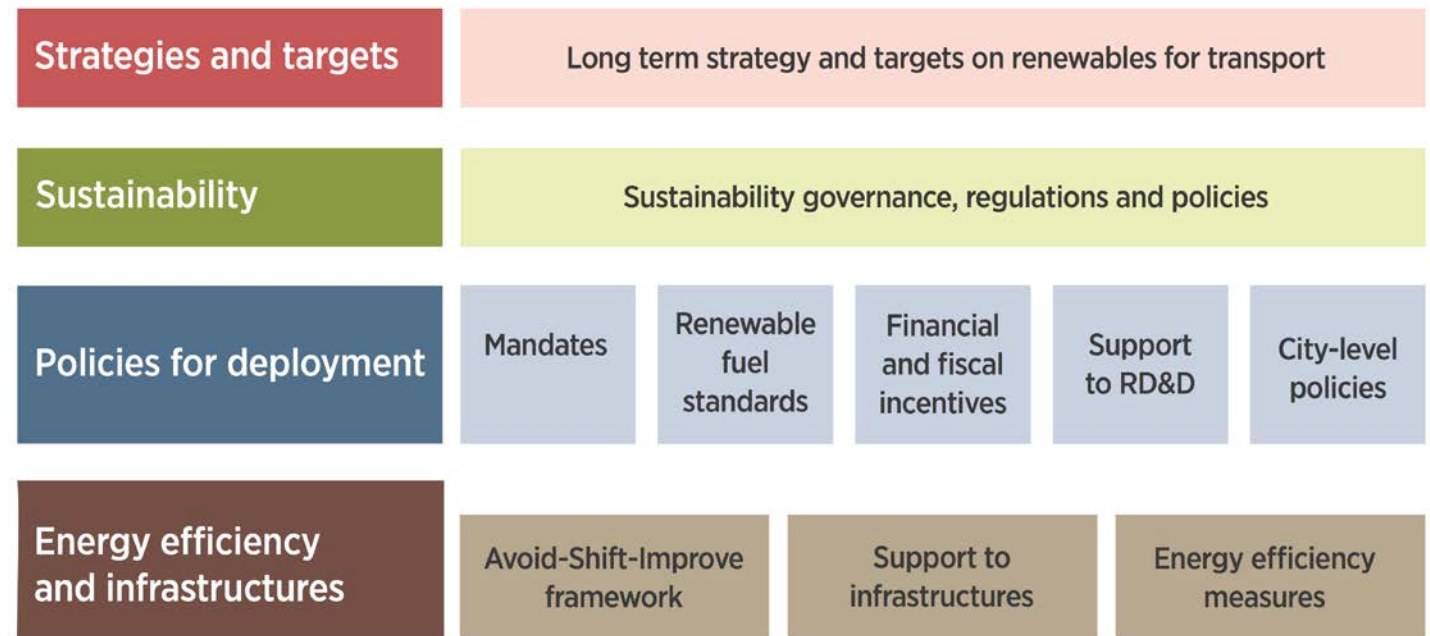 Strategies and targets
Long term strategy and targets on renewables for transport
Sustainability
Sustainability governance, regulations and policies
Policies for deployment
Mandates
Renewable
fuel
standards
Financial
and fiscal
incentives
Support
to RD&D
City-level
policies
Energy efficiency
and infrastructures
Avoid-Shift-Improve
framework
Support to
infrastructures
Energy efficiency
measures